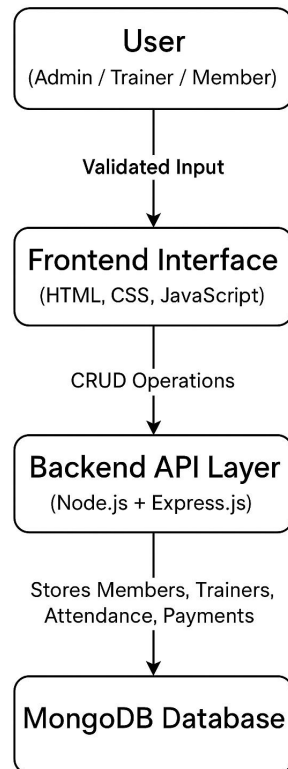 User
(Admin / Trainer / Member)
Validated Input
Frontend Interface
(HTML, CSS, JavaScript)
CRUD Operations
Backend API Layer
(Node.js + Express.js)
Stores Members, Trainers,
Attendance, Payments
MongoDB Database